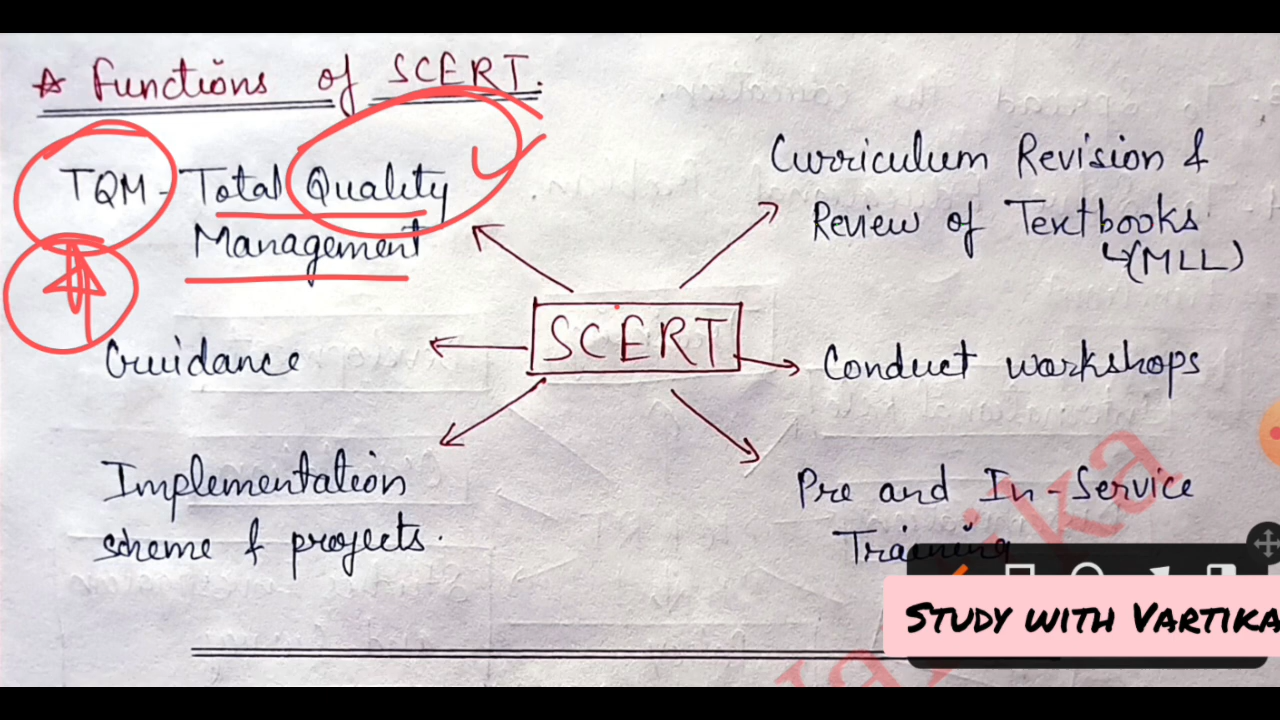 ☆ Functions of SCERT.
TQM - Total Quality
Management
Curriculum Revision &
Review of Textbooks
↳(MLL)
SCERT
Guidance
Conduct workshops
Implementation
scheme & projects.
Pre and In-Service
Training
STUDY WITH VARTIKA